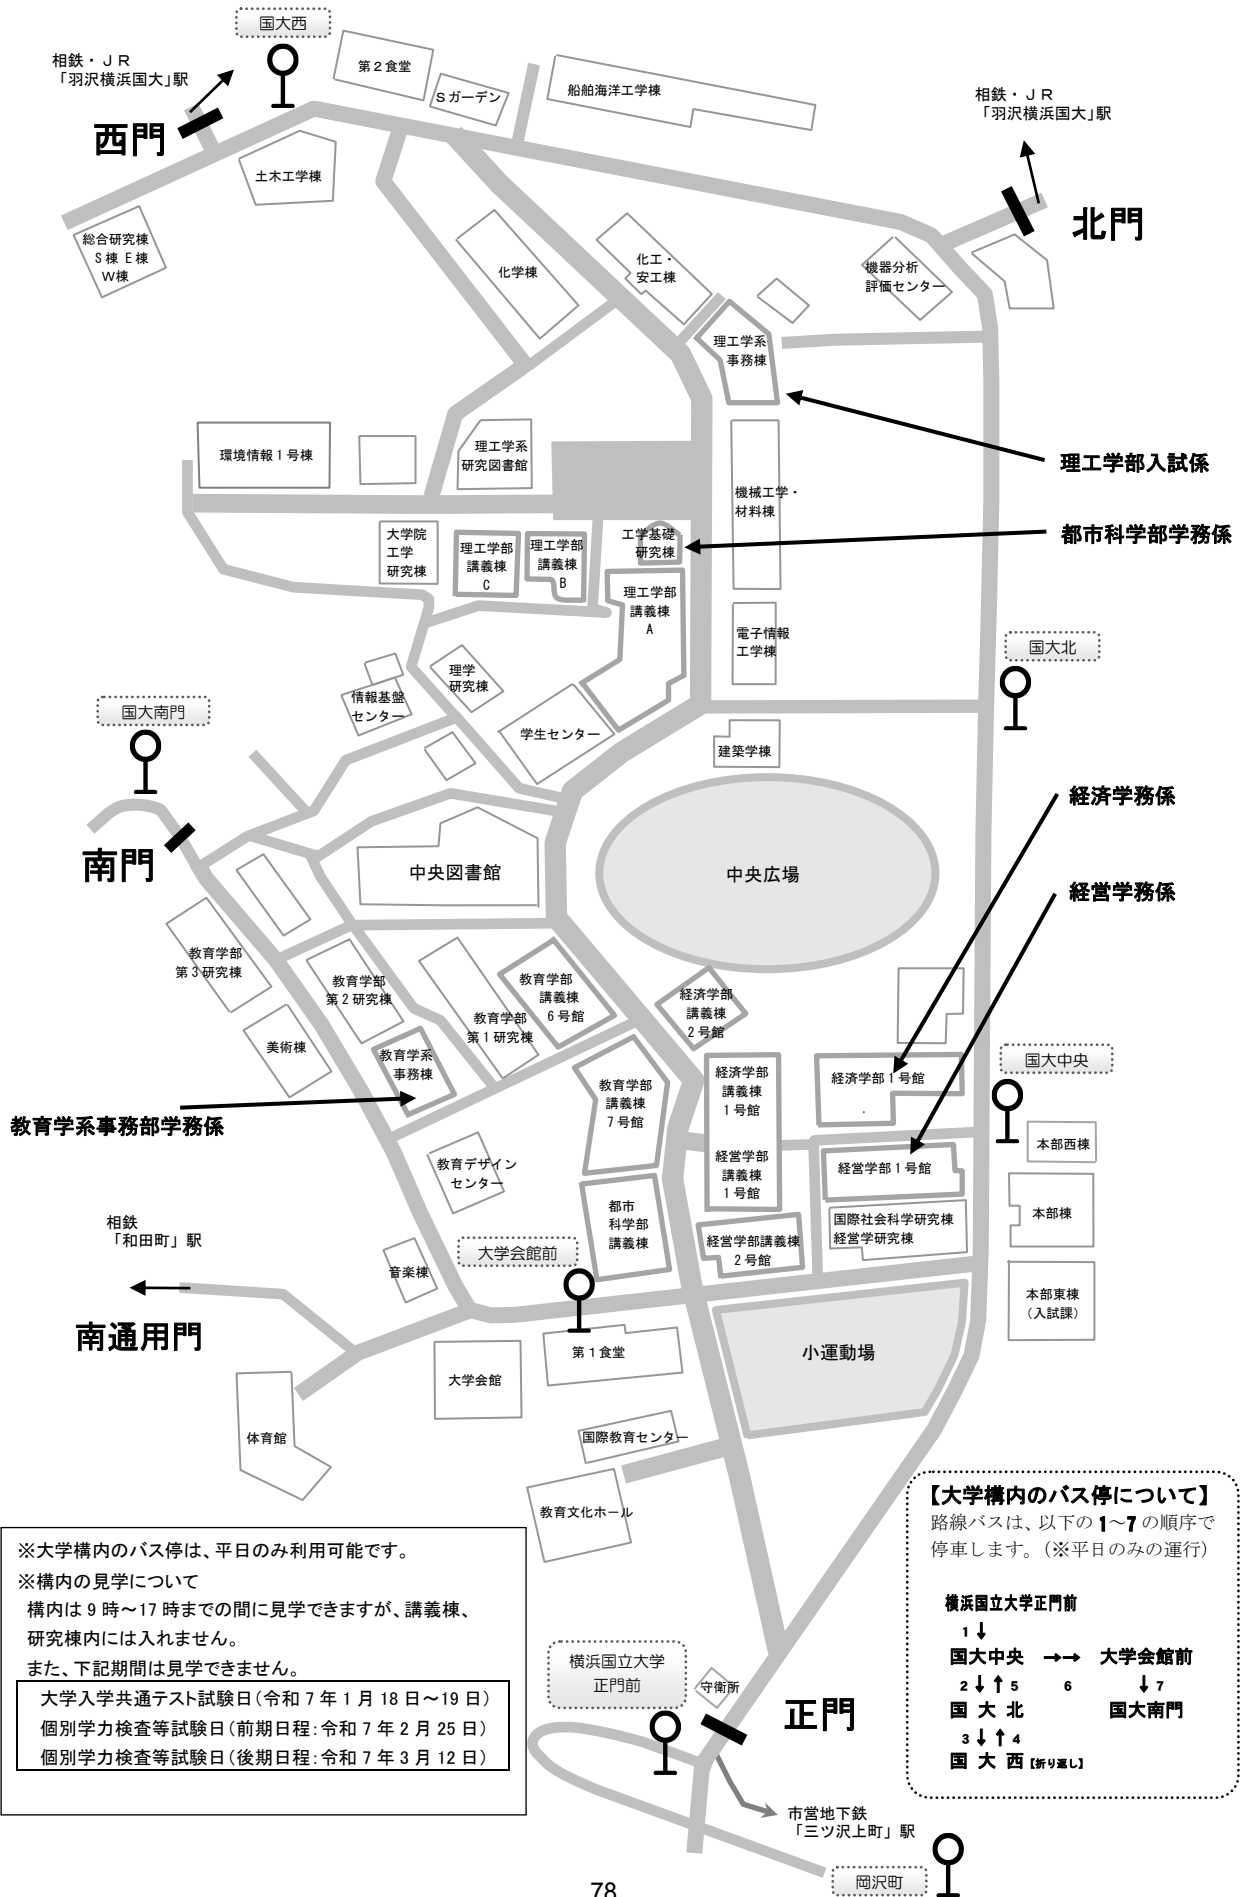 国大西
相鉄・ＪＲ
「羽沢横浜国大」駅
西門
第２食堂
Ｓガーデン
船舶海洋工学棟
相鉄・ＪＲ
「羽沢横浜国大」駅
北門
土木工学棟
総合研究棟
Ｓ棟 Ｅ棟
Ｗ棟
化学棟
化工・
安工棟
機器分析
評価センター
理工学系
事務棟
環境情報１号棟
理工学系
研究図書館
理工学部入試係
機械工学・
材料棟
大学院
工学
研究棟
理工学部
講義棟
C
理工学部
講義棟
B
工学基礎
研究棟
都市科学部学務係
理工学部
講義棟
A
電子情報
工学棟
国大北
理学
研究棟
情報基盤
センター
国大南門
学生センター
建築学棟
南門
中央図書館
中央広場
経済学務係
経営学務係
教育学部
第３研究棟
教育学部
第２研究棟
教育学部
講義棟
６号館
教育学部
第１研究棟
経済学部
講義棟
２号館
美術棟
教育学系
事務棟
教育学部
講義棟
７号館
経済学部
講義棟
１号館
経済学部１号館
国大中央
教育学系事務部学務係
本部西棟
教育デザイン
センター
経営学部
講義棟
１号館
経営学部１号館
都市
科学部
講義棟
国際社会科学研究棟
経営学研究棟
本部棟
相鉄
「和田町」駅
大学会館前
経営学部講義棟
２号館
音楽棟
本部東棟
（入試課）
南通用門
第１食堂
小運動場
大学会館
体育館
国際教育センター
教育文化ホール
【大学構内のバス停について】
路線バスは、以下の1～7の順序で
停車します。（※平日のみの運行）
横浜国立大学正門前
1 ↓
国大中央 →→ 大学会館前
2 ↓ ↑ 5 6 ↓ 7
国 大 北 国大南門
3 ↓ ↑ 4
国 大 西【折り返し】
※大学構内のバス停は、平日のみ利用可能です。
※構内の見学について
構内は９時～17時までの間に見学できますが、講義棟、
研究棟内には入れません。
また、下記期間は見学できません。
大学入学共通テスト試験日（令和７年１月18日～19日）
個別学力検査等試験日（前期日程：令和７年２月25日）
個別学力検査等試験日（後期日程：令和７年３月12日）
横浜国立大学
正門前
守衛所
正門
市営地下鉄
「三ツ沢上町」駅
岡沢町
78